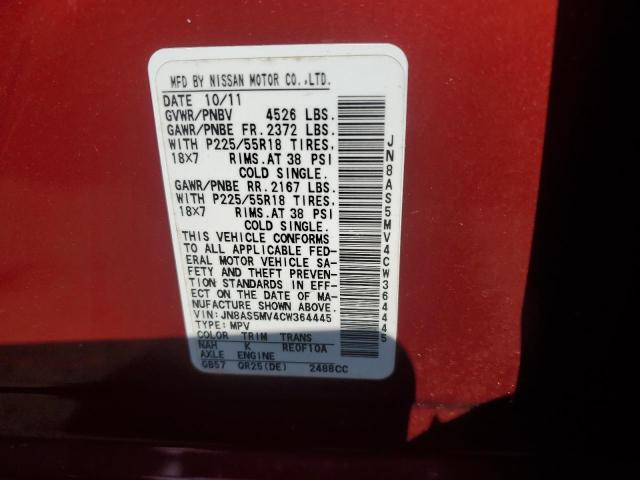 MFD BY NISSAN MOTOR CO.,LTD.
DATE 10/11
GVWR/PNBV 4526 LBS.
GAWR/PNBE FR. 2372 LBS.
WITH P225/55R18 TIRES,
18X7 RIMS. AT 38 PSI
COLD SINGLE.
GAWR/PNBE RR. 2167 LBS.
WITH P225/55R18 TIRES,
18X7 RIMS. AT 38 PSI
COLD SINGLE.
THIS VEHICLE CONFORMS
TO ALL APPLICABLE FED-
ERAL MOTOR VEHICLE SA-
FETY AND THEFT PREVEN-
TION STANDARDS IN EFF-
ECT ON THE DATE OF MA-
NUFACTURE SHOWN ABOVE.
VIN: JN8AS5MV4CW364445
TYPE: MPV
COLOR TRIM TRANS
NAH K RE0F10A
AXLE ENGINE
GB57 QR25(DE) 2488CC
JN8AS5MV4CW364445